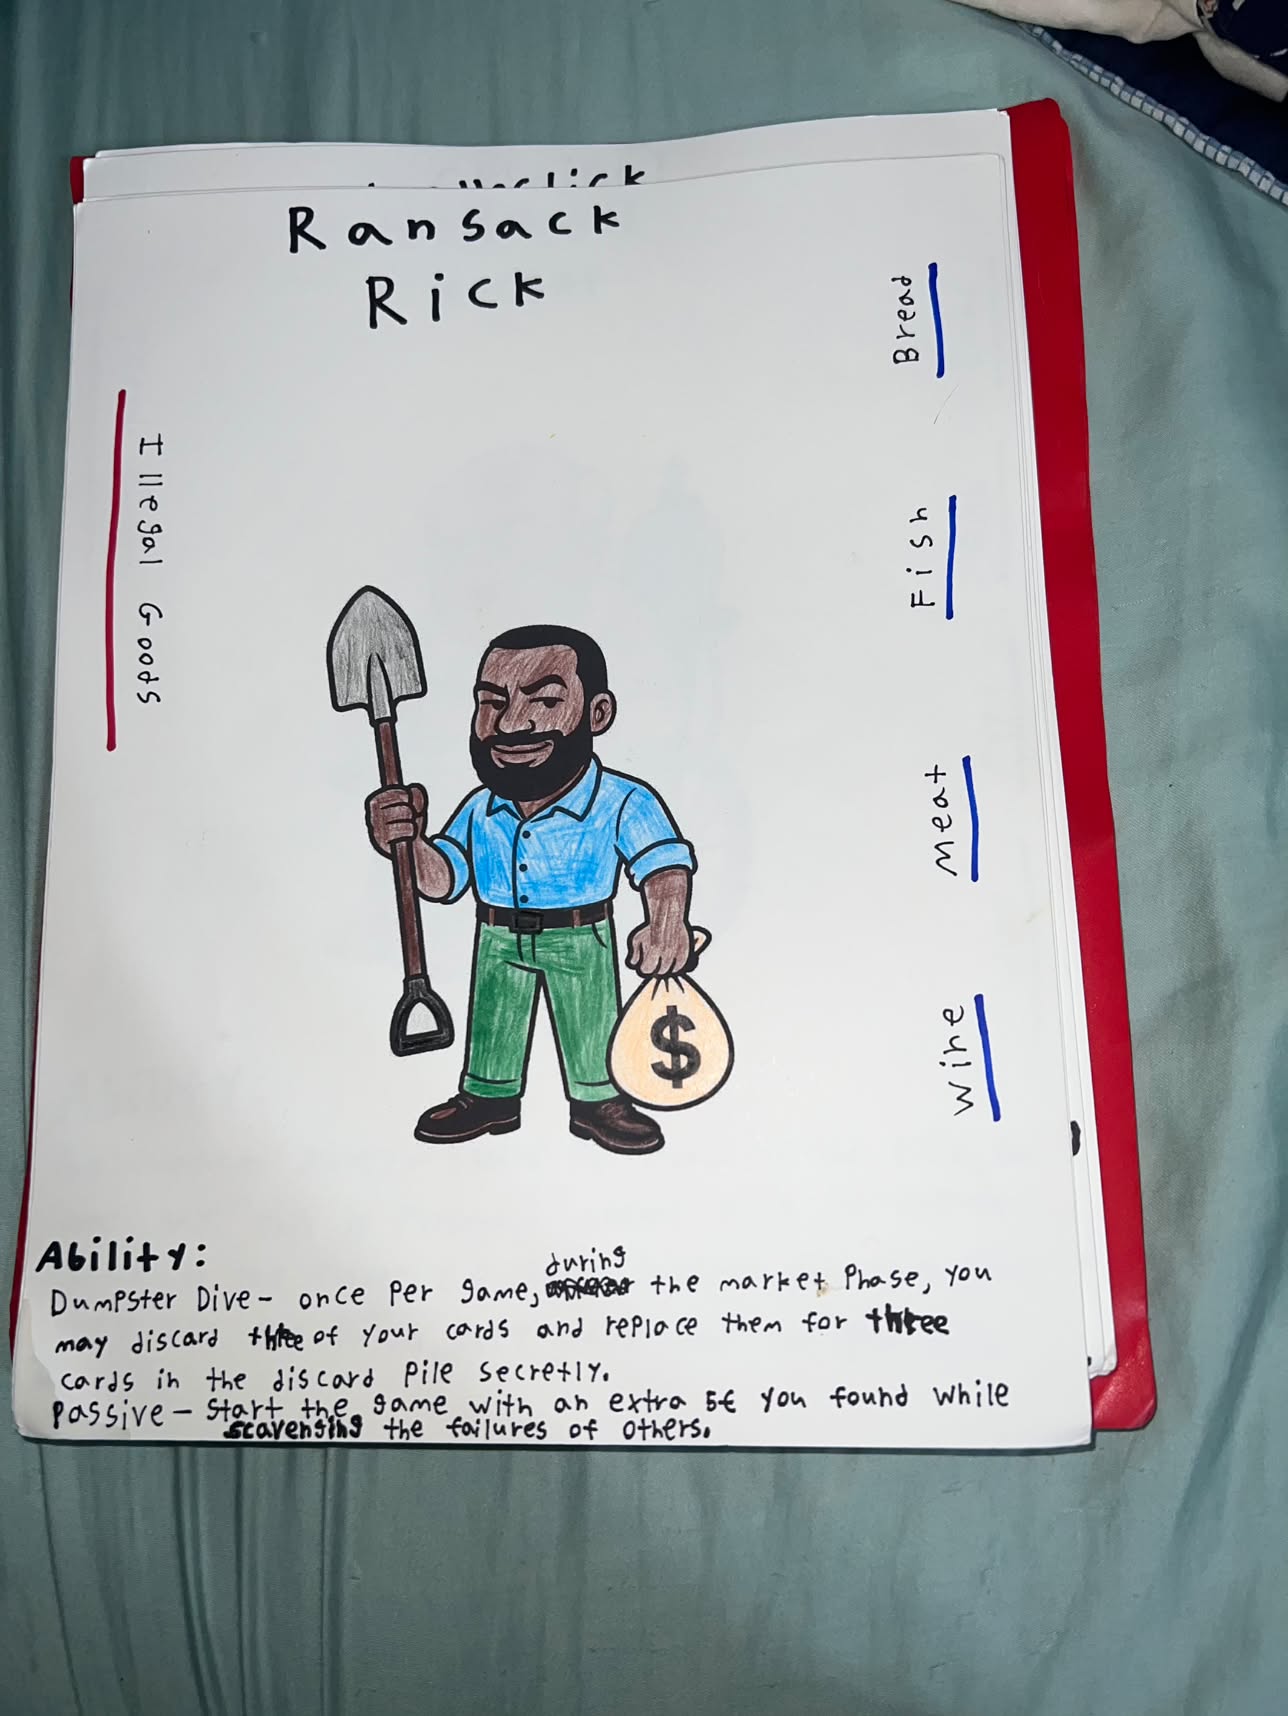 Ransack
Rick
Illegal Goods
Bread
Fish
Meat
Wine
$
Ability:
Dumpster Dive - once per game, during the market Phase, you
may discard three of your cards and replace them for three
cards in the discard pile secretly.
Passive - Start the game with an extra 5€ you found while
scavenging the failures of others.